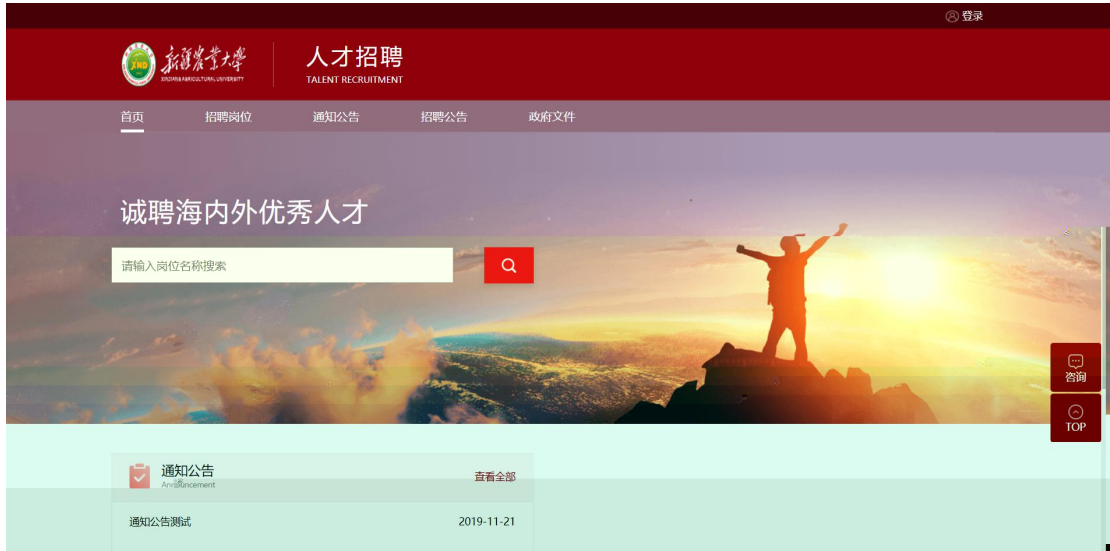 登录
新疆农业大学
XINJIANG AGRICULTURAL UNIVERSITY
人才招聘
TALENT RECRUITMENT
首页 招聘岗位 通知公告 招聘公告 政府文件
诚聘海内外优秀人才
请输入岗位名称搜索
咨询
TOP
通知公告 查看全部
Announcement
通知公告测试 2019-11-21